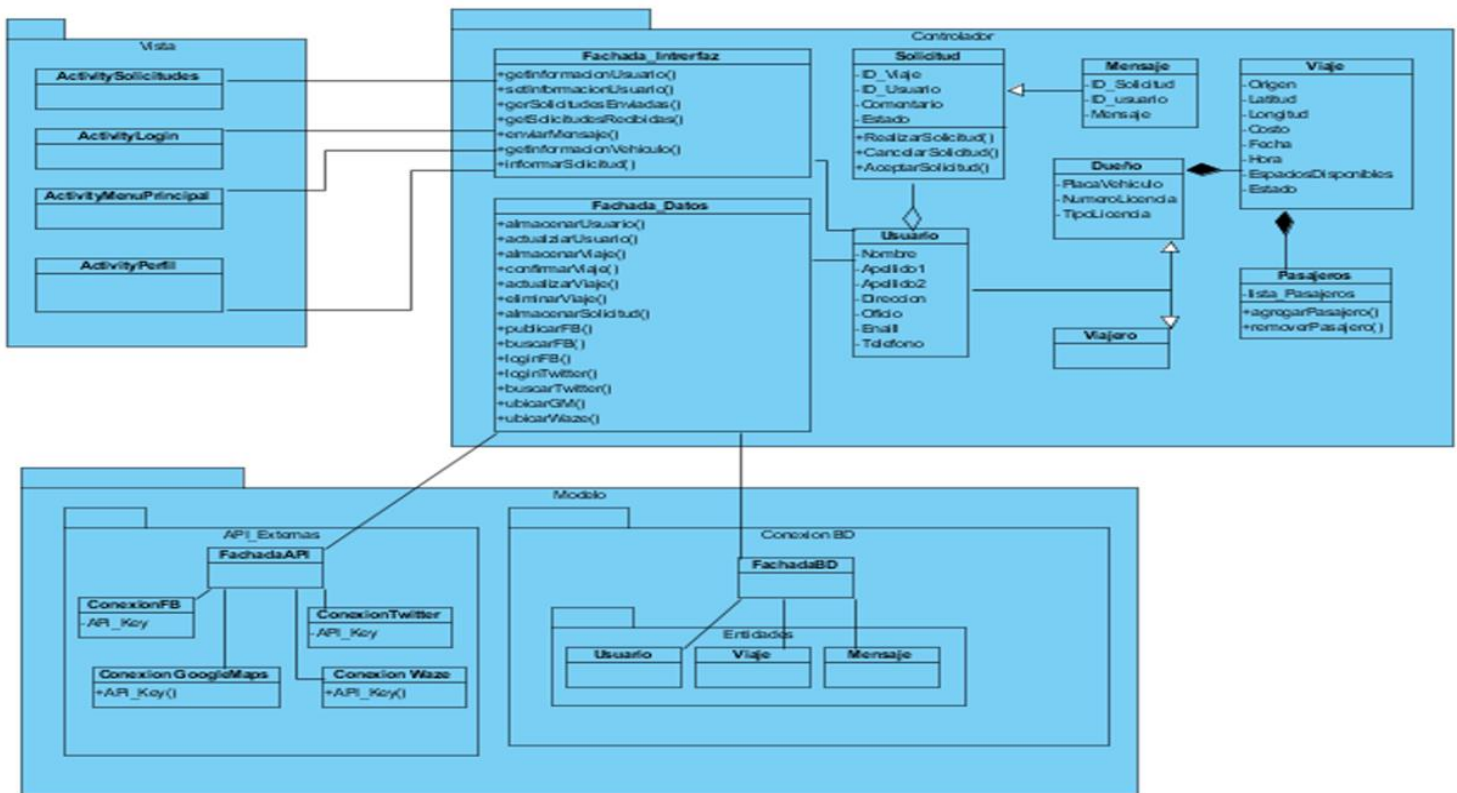 Vista
ActivitySolicitudes
ActivityLogin
ActivityMenuPrincipal
ActivityPerfil
Controlador
Fachada_Intrerfaz
+getInformacionUsuario()
+setInformacionUsuario()
+gerSolicitudesEnviadas()
+getSolicitudesRecibidas()
+enviarMensaje()
+getInformacionVehiculo()
+informarSolicitud()
Fachada_Datos
+almacenarUsuario()
+actualziarUsuario()
+almacenarViaje()
+confirmarViaje()
+actualizarViaje()
+eliminarViaje()
+almacenarSolicitud()
+publicarFB()
+buscarFB()
+loginFB()
+loginTwitter()
+buscarTwitter()
+ubicarGM()
+ubicarWaze()
Solicitud
-ID_Viaje
-ID_Usuario
-Comentario
-Estado
+RealizarSolicitud()
+CancelarSolicitud()
+AceptarSolicitud()
Usuario
-Nombre
-Apellido1
-Apellido2
-Direccion
-Oficio
-Enaill
-Telefono
Mensaje
-ID_Solicitud
-ID_usuario
-Mensaje
Dueño
-PlacaVehiculo
-NumeroLicencia
-TipoLicencia
Viajero
Viaje
-Origen
-Latitud
-Longitud
-Costo
-Fecha
-Hora
-EspaciosDisponibles
-Estado
Pasajeros
-lista_Pasajeros
+agregarPasajero()
+removerPasajero()
Modelo
API_Externas
FachadaAPI
ConexionFB
-API_Key
ConexionTwitter
-API_Key
Conexion GoogleMaps
+API_Key()
Conexion Waze
+API_Key()
Conexion BD
FachadaBD
Entidades
Usuario
Viaje
Mensaje